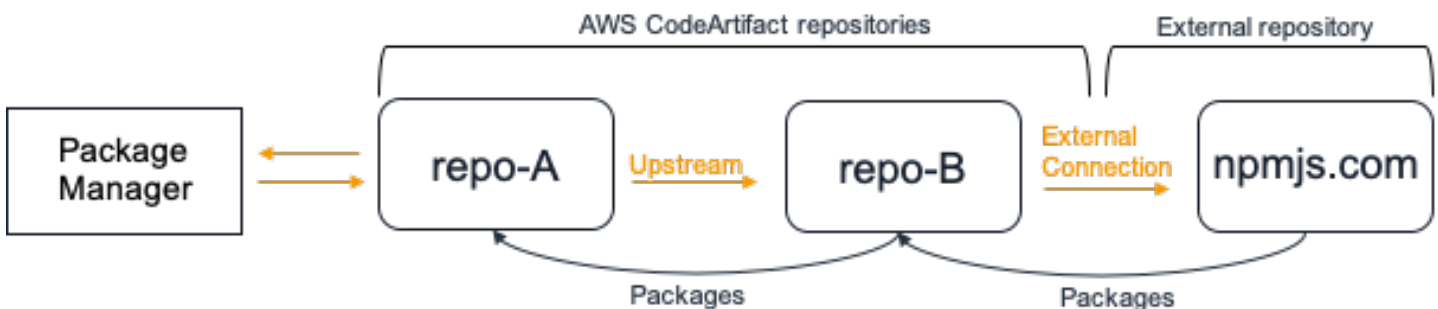 AWS CodeArtifact repositories
External repository
Package
Manager
repo-A
Upstream
repo-B
External
Connection
npmjs.com
Packages
Packages